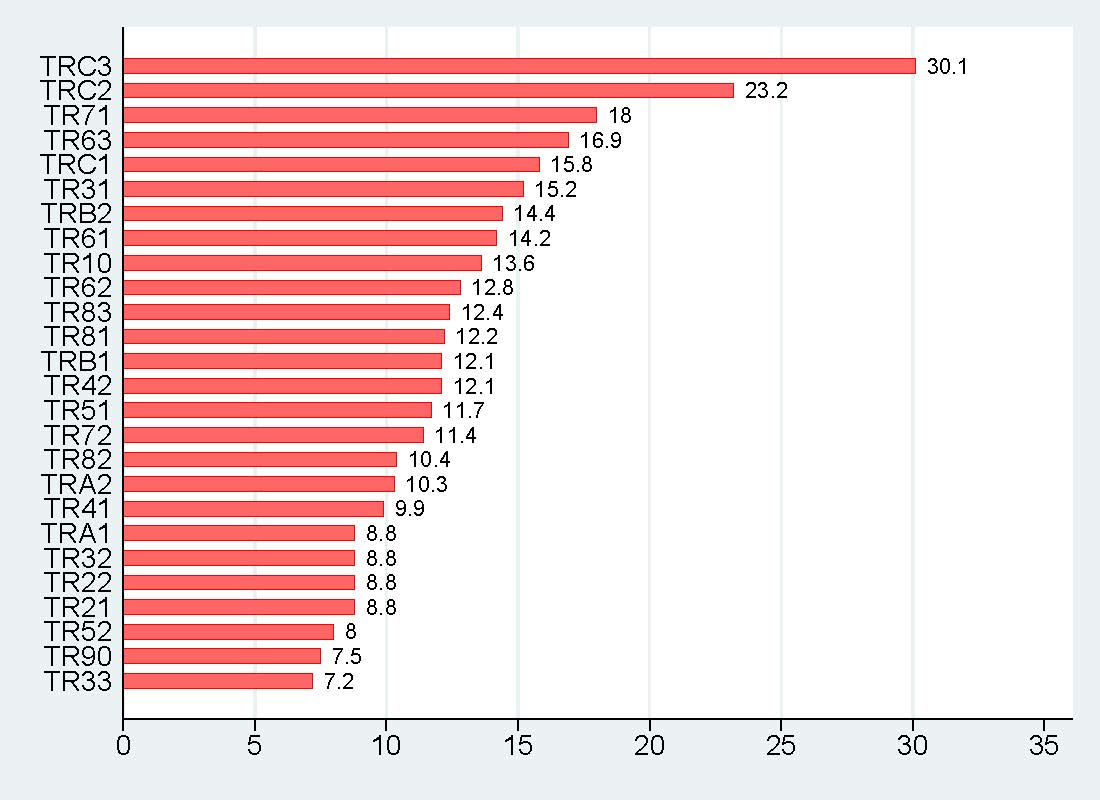 TRC3 30.1
TRC2 23.2
TR71 18
TR63 16.9
TRC1 15.8
TR31 15.2
TRB2 14.4
TR61 14.2
TR10 13.6
TR62 12.8
TR83 12.4
TR81 12.2
TRB1 12.1
TR42 12.1
TR51 11.7
TR72 11.4
TR82 10.4
TRA2 10.3
TR41 9.9
TRA1 8.8
TR32 8.8
TR22 8.8
TR21 8.8
TR52 8
TR90 7.5
TR33 7.2
0 5 10 15 20 25 30 35